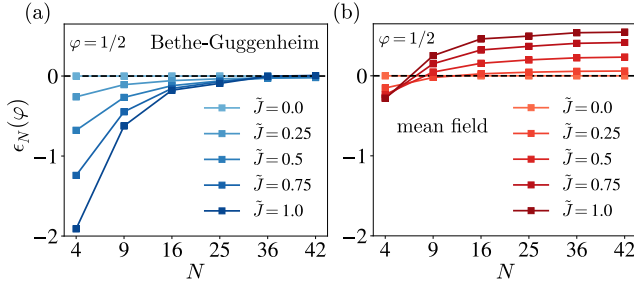 (a)
φ = 1/2 Bethe-Guggenheim
ϵ_N(φ)
0
−1
−2
J̃ = 0.0
J̃ = 0.25
J̃ = 0.5
J̃ = 0.75
J̃ = 1.0
4 9 16 25 36 42
N
(b)
φ = 1/2
0
−1
−2
mean field
J̃ = 0.0
J̃ = 0.25
J̃ = 0.5
J̃ = 0.75
J̃ = 1.0
4 9 16 25 36 42
N